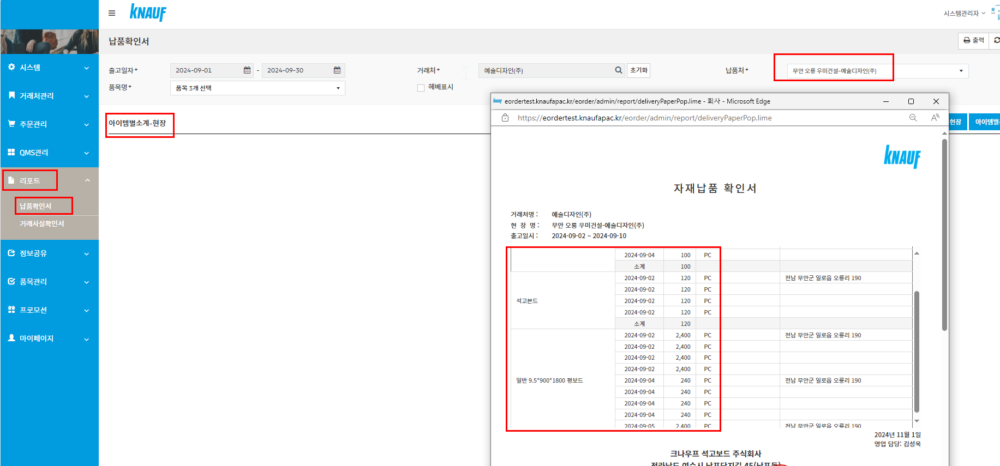 KNAUF
시스템관리자
납품확인서
출력
시스템
거래처관리
주문관리
QMS관리
리포트
납품확인서
거래사실확인서
정보공유
품목관리
프로모션
마이페이지
출고일자*
2024-09-01
-
2024-09-30
거래처*
예술디자인(주)
초기화
납품처*
무안 오룡 우미건설-예술디자인(주)
품목명*
품목 3개 선택
헤베표시
아이템별소계-현장
현장
아이템별
eordertest.knaufapac.kr/eorder/admin/report/deliveryPaperPop.lime - 회사 - Microsoft Edge
https://eordertest.knaufapac.kr/eorder/admin/report/deliveryPaperPop.lime
KNAUF
자재납품 확인서
거래처명 : 예술디자인(주)
현 장 명 : 무안 오룡 우미건설-예술디자인(주)
출고일시 : 2024-09-02 ~ 2024-09-10
2024-09-04 100 PC
소계 100
석고본드
2024-09-02 120 PC 전남 무안군 일로읍 오룡리 190
2024-09-02 120 PC
2024-09-02 120 PC
2024-09-02 120 PC
소계 120
일반 9.5*900*1800 평보드
2024-09-02 2,400 PC 전남 무안군 일로읍 오룡리 190
2024-09-02 2,400 PC
2024-09-02 2,400 PC
2024-09-02 2,400 PC
2024-09-04 240 PC 전남 무안군 일로읍 오룡리 190
2024-09-04 240 PC
2024-09-04 240 PC
2024-09-04 240 PC
2024-09-05 2,400 PC 전남 무안군 일로읍 오룡리 190
2024년 11월 1일
영업 담당: 김성욱
크나우프 석고보드 주식회사
전라남도 여수시 낙포단지길 45(낙포동)